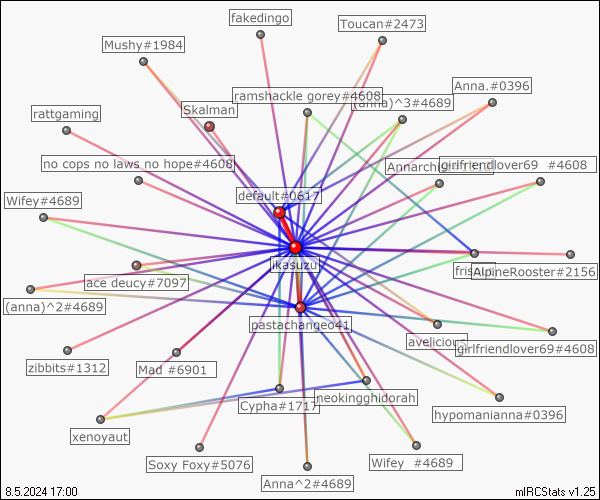 fakedingo
Toucan#2473
Mushy#1984
Anna.#0396
ramshackle gorey#4608
(anna)^3#4689
Skalman
rattgaming
no cops no laws no hope#4608
girlfriendlover69 #4608
default#0617
Wifey#4689
ikasuzu
AlpineRooster#2156
ace deucy#7097
(anna)^2#4689
pastachangeo41
avelicious
girlfriendlover69#4608
zibbits#1312
Mad #6901
neokingghidorah
Cypha#1717
hypomanianna#0396
xenoyaut
Soxy Foxy#5076
Wifey #4689
Anna^2#4689
8.5.2024 17:00
mIRCStats v1.25